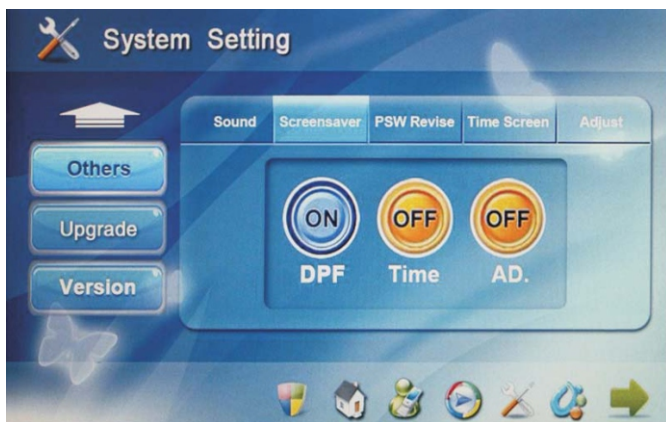 System Setting
Sound Screensaver PSW Revise Time Screen Adjust
Others
ON OFF OFF
Upgrade
DPF Time AD.
Version